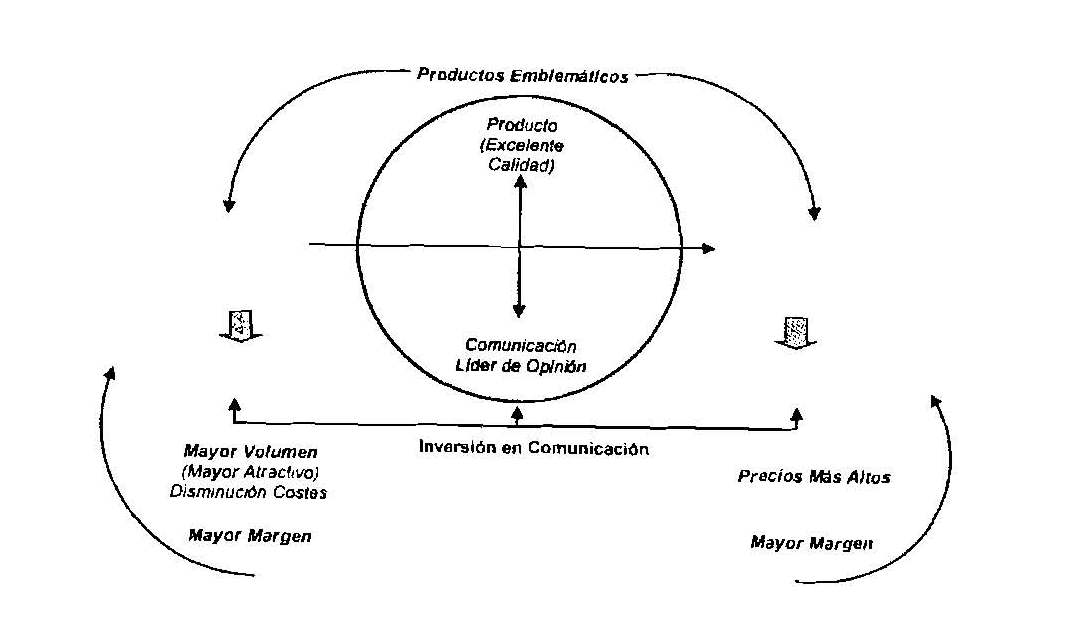 Productos Emblemáticos
Producto
(Excelente
Calidad)
Comunicación
Líder de Opinión
Inversión en Comunicación
Mayor Volumen
(Mayor Atractivo)
Disminución Costes
Mayor Margen
Precios Más Altos
Mayor Margen